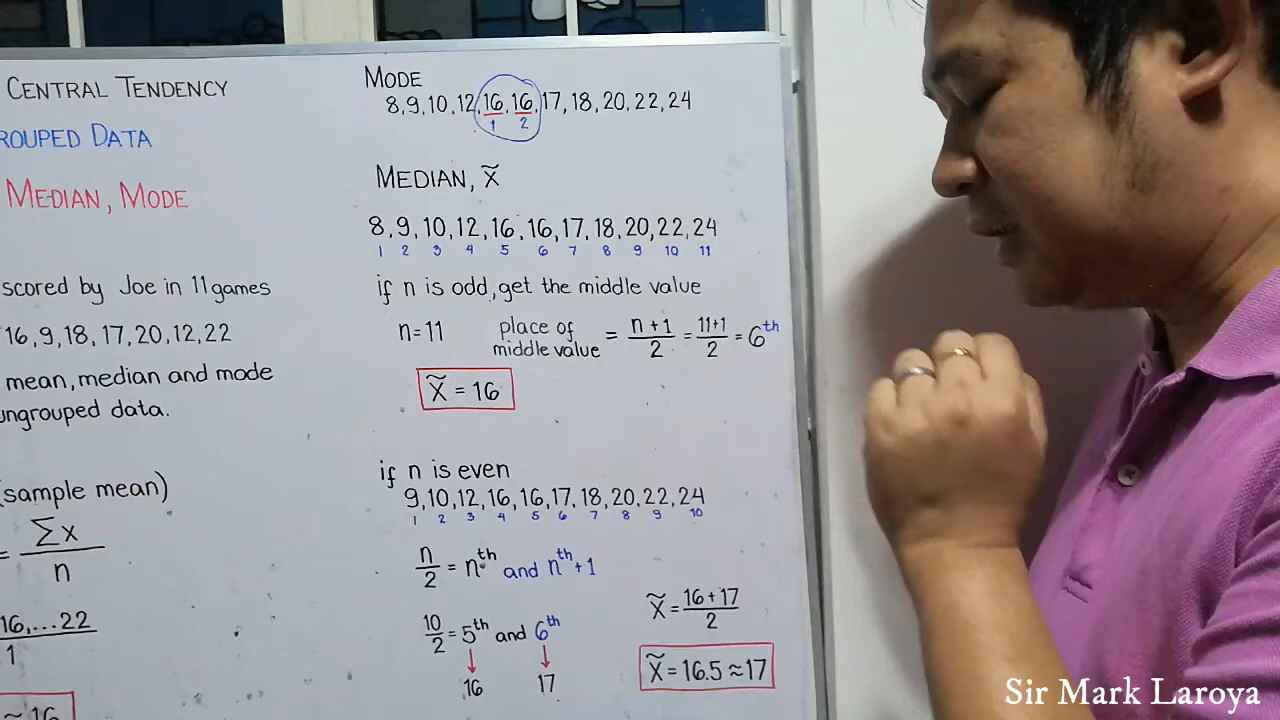 CENTRAL TENDENCY
ROUPED DATA
MEDIAN, MODE
scored by Joe in 11 games
16, 9, 18, 17, 20, 12, 22
mean, median and mode
ungrouped data.
(sample mean)
= Σx
n
16, ...22
1
≈ 16
MODE
8, 9, 10, 12, 16, 16, 17, 18, 20, 22, 24
1 2
MEDIAN, x̃
8, 9, 10, 12, 16, 16, 17, 18, 20, 22, 24
1 2 3 4 5 6 7 8 9 10 11
if n is odd, get the middle value
n=11 place of middle value = n+1/2 = 11+1/2 = 6th
x̃ = 16
if n is even
9, 10, 12, 16, 16, 17, 18, 20, 22, 24
1 2 3 4 5 6 7 8 9 10
n/2 = nth and nth+1
10/2 = 5th and 6th
16 17
x̃ = 16+17/2
x̃ = 16.5 ≈ 17
Sir Mark Laroya